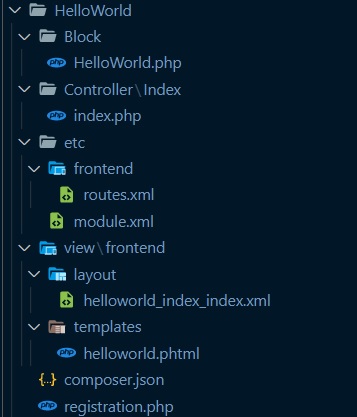 HelloWorld
Block
php HelloWorld.php
Controller\Index
php index.php
etc
frontend
routes.xml
module.xml
view\frontend
layout
helloworld_index_index.xml
templates
php helloworld.phtml
{..} composer.json
php registration.php